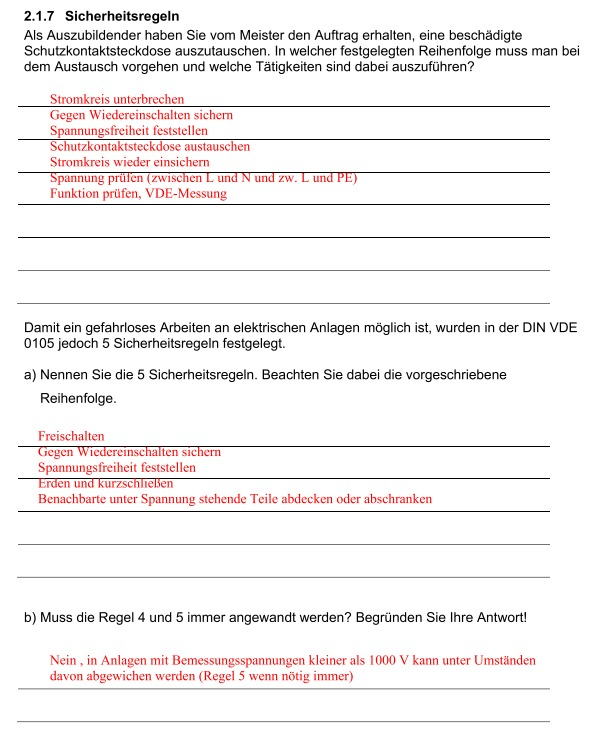 2.1.7 Sicherheitsregeln
Als Auszubildender haben Sie vom Meister den Auftrag erhalten, eine beschädigte
Schutzkontaktsteckdose auszutauschen. In welcher festgelegten Reihenfolge muss man bei
dem Austausch vorgehen und welche Tätigkeiten sind dabei auszuführen?
Stromkreis unterbrechen
Gegen Wiedereinschalten sichern
Spannungsfreiheit feststellen
Schutzkontaktsteckdose austauschen
Stromkreis wieder einsichern
Spannung prüfen (zwischen L und N und zw. L und PE)
Funktion prüfen, VDE-Messung
Damit ein gefahrloses Arbeiten an elektrischen Anlagen möglich ist, wurden in der DIN VDE
0105 jedoch 5 Sicherheitsregeln festgelegt.
a) Nennen Sie die 5 Sicherheitsregeln. Beachten Sie dabei die vorgeschriebene
Reihenfolge.
Freischalten
Gegen Wiedereinschalten sichern
Spannungsfreiheit feststellen
Erden und kurzschließen
Benachbarte unter Spannung stehende Teile abdecken oder abschranken
b) Muss die Regel 4 und 5 immer angewandt werden? Begründen Sie Ihre Antwort!
Nein , in Anlagen mit Bemessungsspannungen kleiner als 1000 V kann unter Umständen
davon abgewichen werden (Regel 5 wenn nötig immer)